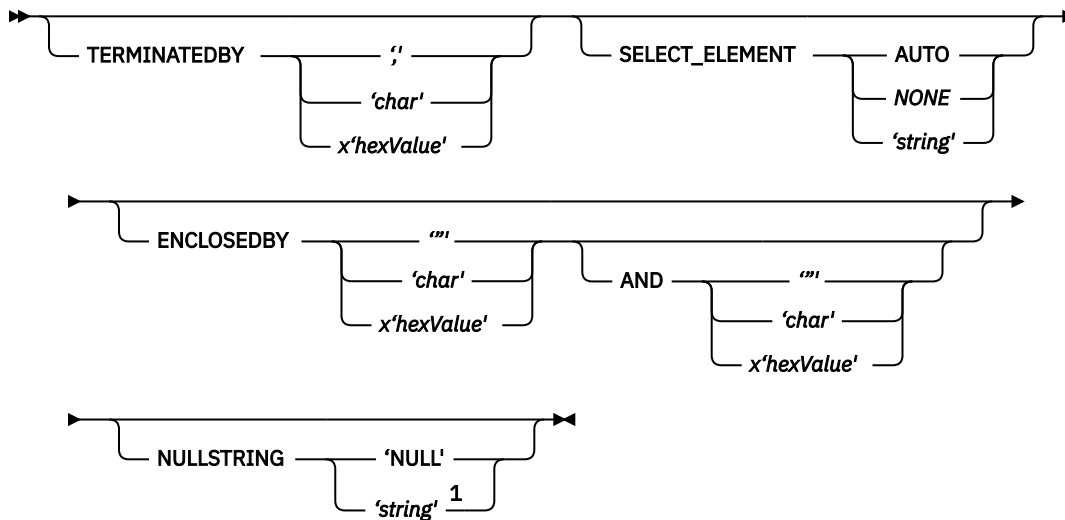 TERMINATEDBY ‘,' SELECT_ELEMENT AUTO
‘char' NONE
x‘hexValue' ‘string'
ENCLOSEDBY ‘”'
‘char' AND ‘”'
x‘hexValue' ‘char'
x‘hexValue'
NULLSTRING ‘NULL'
‘string' 1